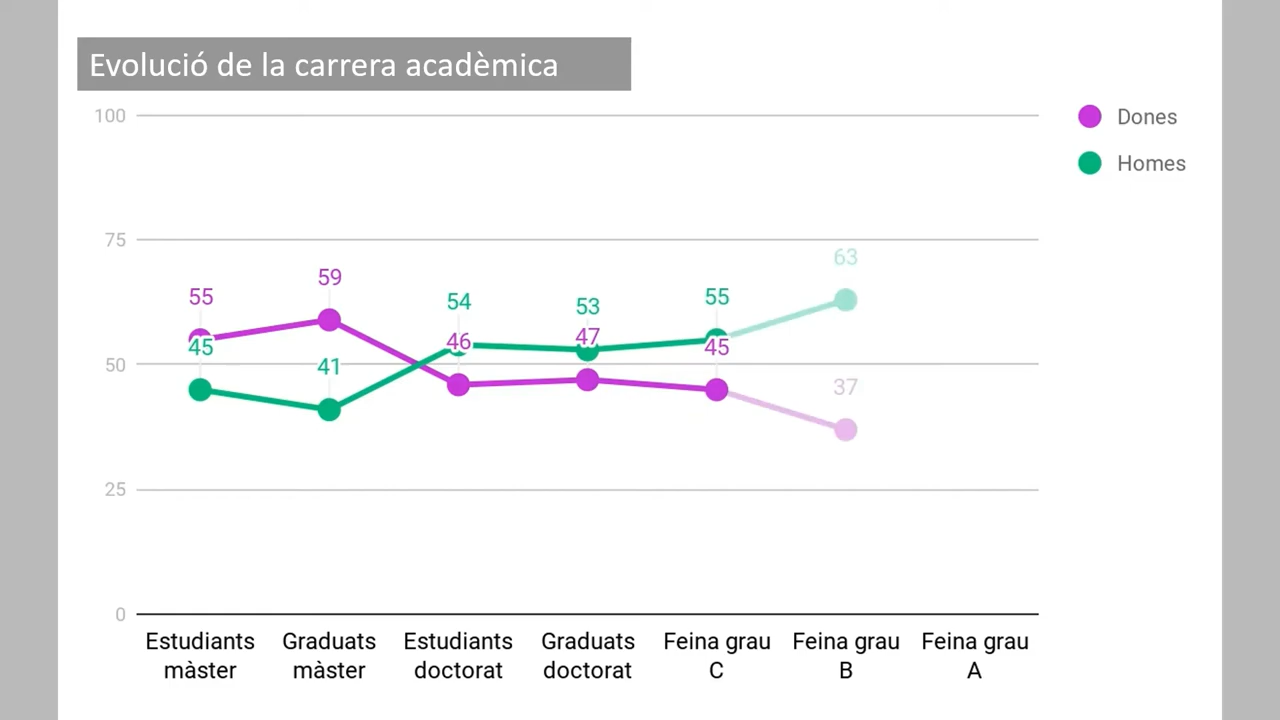 Evolució de la carrera acadèmica
100
75
50
25
0
Dones
Homes
55
59
46
47
45
37
45
41
54
53
55
63
Estudiants màster
Graduats màster
Estudiants doctorat
Graduats doctorat
Feina grau C
Feina grau B
Feina grau A